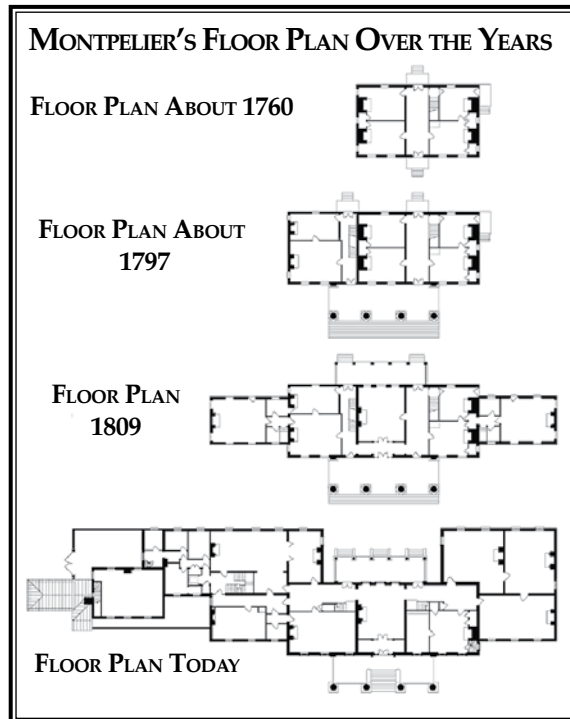 Montpelier's Floor Plan Over the Years
Floor Plan About 1760
Floor Plan About
1797
Floor Plan
1809
Floor Plan Today